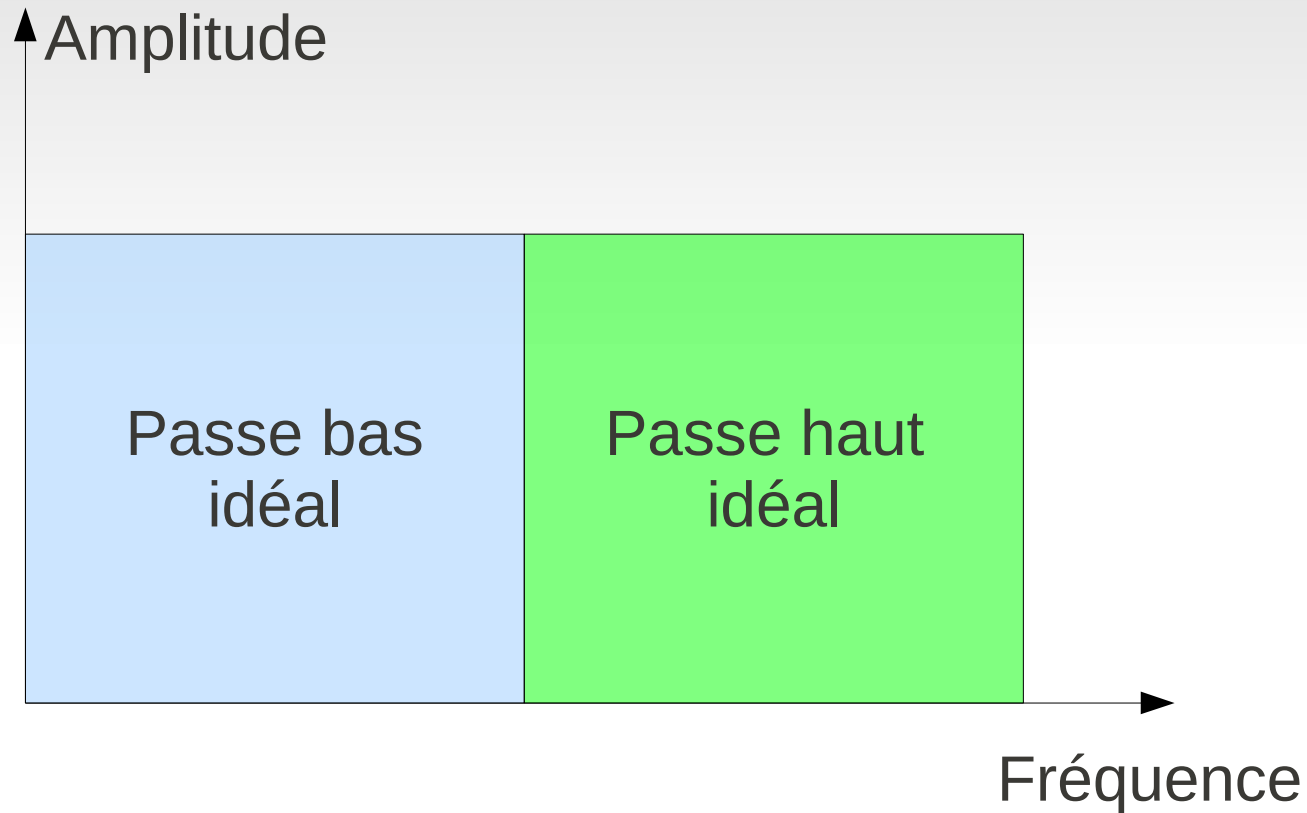 Amplitude
Passe bas
idéal
Passe haut
idéal
Fréquence